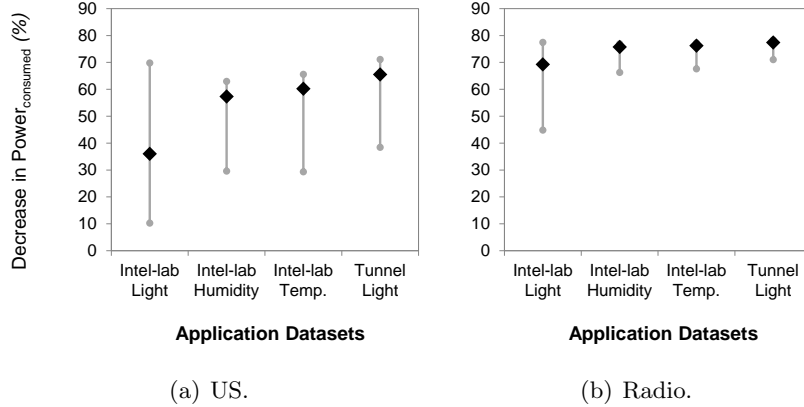 Decrease in Power consumed (%)
90
80
70
60
50
40
30
20
10
0
Intel-lab Light
Intel-lab Humidity
Intel-lab Temp.
Tunnel Light
Application Datasets
(a) US.
90
80
70
60
50
40
30
20
10
0
Intel-lab Light
Intel-lab Humidity
Intel-lab Temp.
Tunnel Light
Application Datasets
(b) Radio.